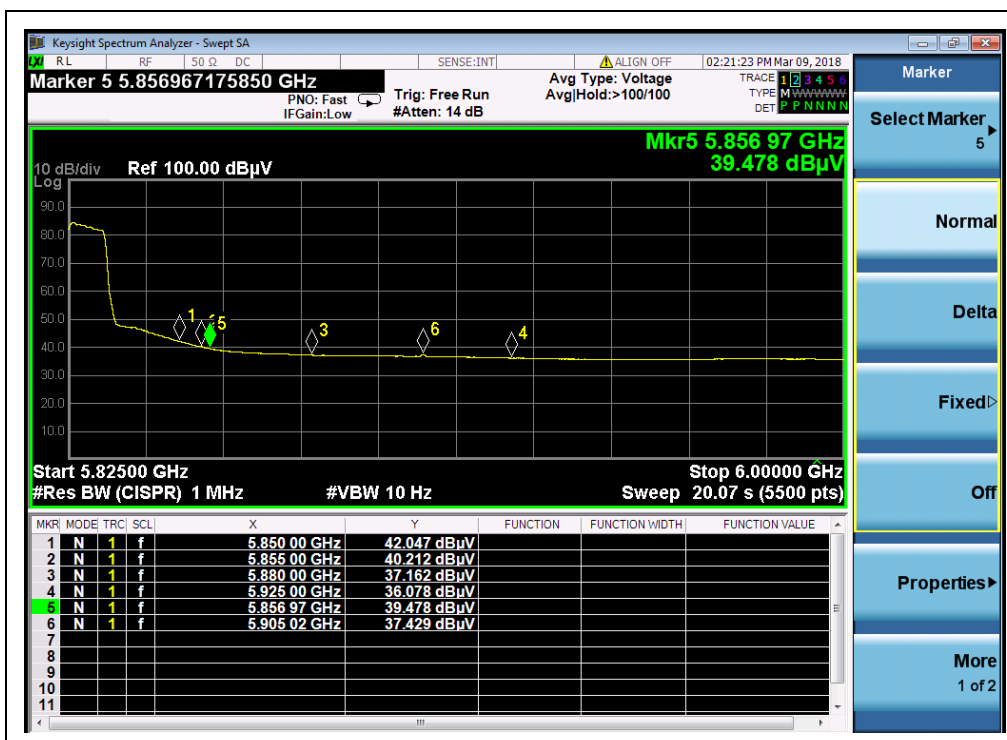 Keysight Spectrum Analyzer - Swept SA
LXI RL RF 50 Ω DC SENSE:INT ALIGN OFF 02:21:23 PM Mar 09, 2018
Marker 5 5.856967175850 GHz
PNO: Fast
IFGain:Low
Trig: Free Run
#Atten: 14 dB
Avg Type: Voltage
Avg|Hold:>100/100
TRACE 1 2 3 4 5 6
TYPE M WWWWW
DET P P N N N N
Mkr5 5.856 97 GHz
39.478 dBµV
10 dB/div Ref 100.00 dBµV
Log
90.0
80.0
70.0
60.0
50.0
40.0
30.0
20.0
10.0
1 5 3 6 4
Start 5.82500 GHz Stop 6.00000 GHz
#Res BW (CISPR) 1 MHz #VBW 10 Hz Sweep 20.07 s (5500 pts)
MKR MODE TRC SCL X Y FUNCTION FUNCTION WIDTH FUNCTION VALUE
1 N 1 f 5.850 00 GHz 42.047 dBµV
2 N 1 f 5.855 00 GHz 40.212 dBµV
3 N 1 f 5.880 00 GHz 37.162 dBµV
4 N 1 f 5.925 00 GHz 36.078 dBµV
5 N 1 f 5.856 97 GHz 39.478 dBµV
6 N 1 f 5.905 02 GHz 37.429 dBµV
7
8
9
10
11
Marker
Select Marker
5
Normal
Delta
Fixed
Off
Properties
More
1 of 2